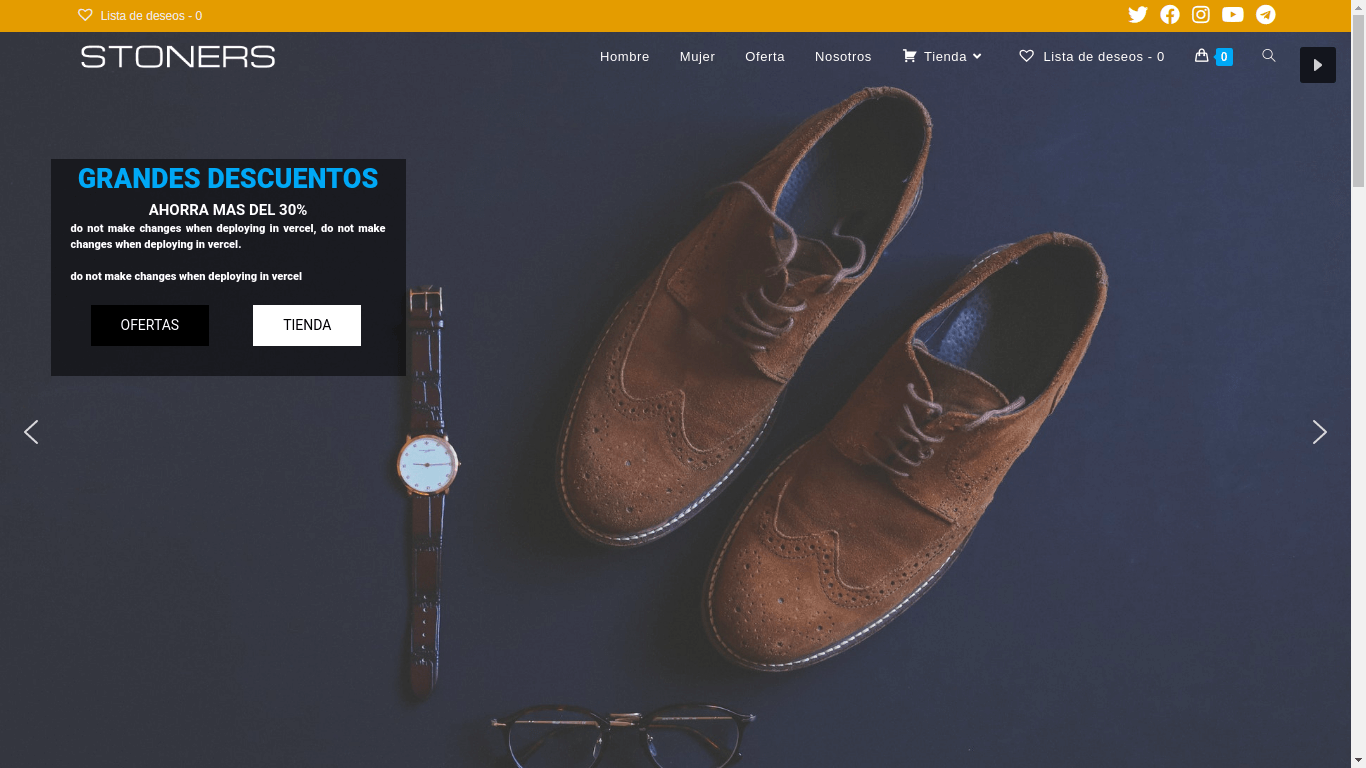 Lista de deseos - 0
STONERS
Hombre Mujer Oferta Nosotros Tienda Lista de deseos - 0 0
GRANDES DESCUENTOS
AHORRA MAS DEL 30%
do not make changes when deploying in vercel, do not make
changes when deploying in vercel.
do not make changes when deploying in vercel
OFERTAS TIENDA